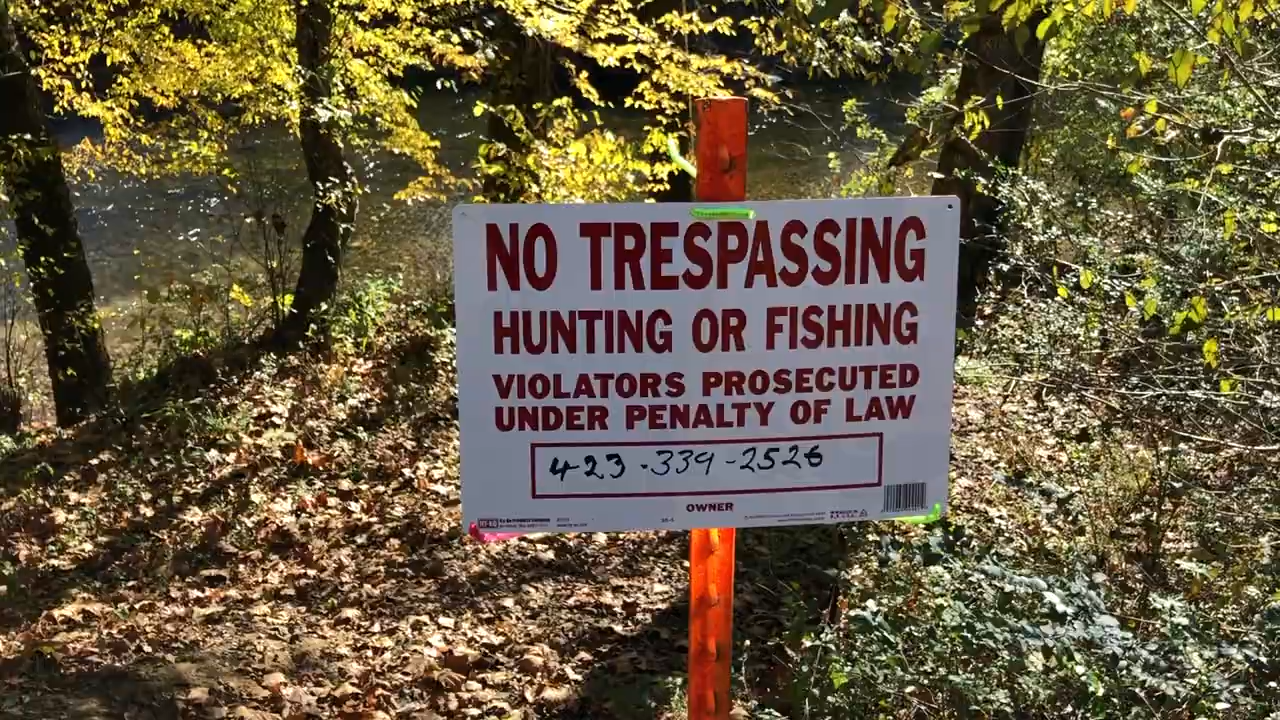 NO TRESPASSING
HUNTING OR FISHING
VIOLATORS PROSECUTED
UNDER PENALTY OF LAW
423-339-2526
OWNER